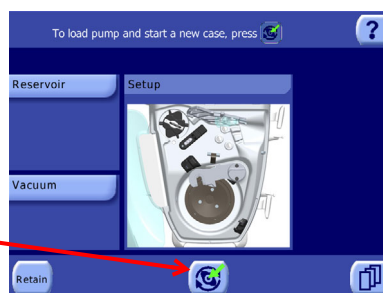 To load pump and start a new case, press
?
Reservoir
Setup
Vacuum
Retain